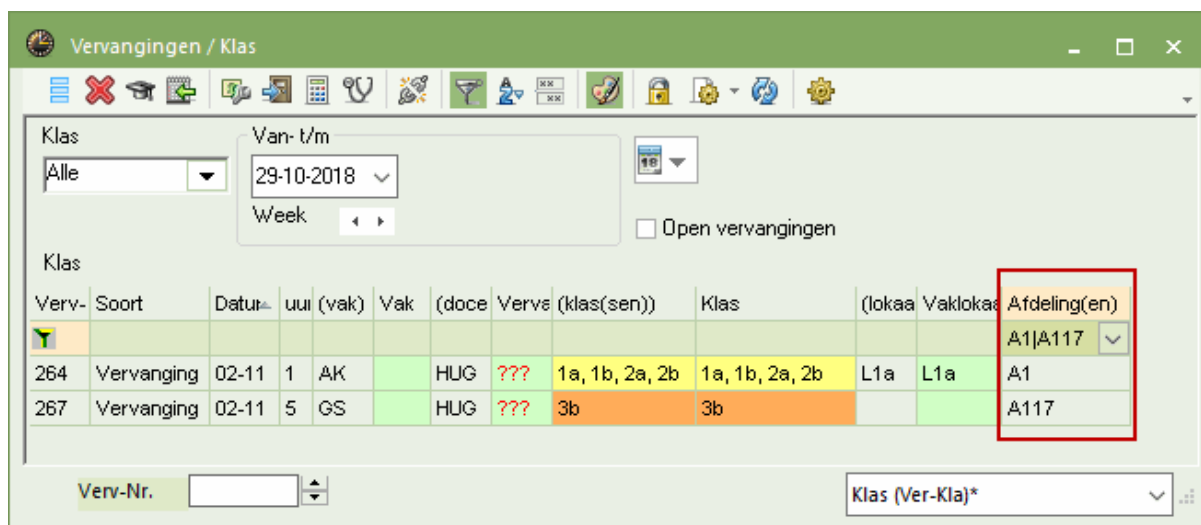 Vervangingen / Klas
Klas
Van- t/m
Alle
29-10-2018
18
Week
Open vervangingen
Klas
Verv- Soort Datum uur (vak) Vak (doce Verva (klas(sen)) Klas (lokaa Vaklokaa Afdeling(en)
A1|A117
264 Vervanging 02-11 1 AK HUG ??? 1a, 1b, 2a, 2b 1a, 1b, 2a, 2b L1a L1a A1
267 Vervanging 02-11 5 GS HUG ??? 3b 3b A117
Verv-Nr.
Klas (Ver-Kla)*